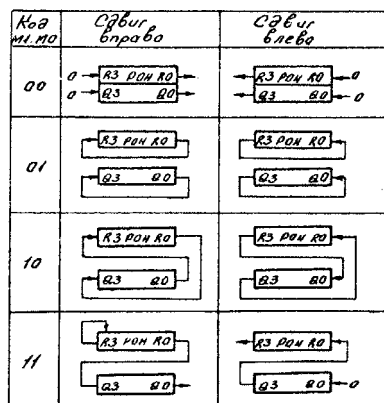 Код М1.М0 Сдвиг вправо Сдвиг влево
00
0 R3 РОН R0 R3 РОН R0 0
0 Q3 Q0 Q3 Q0 0
01
R3 РОН R0 R3 РОН R0
Q3 Q0 Q3 Q0
10
R3 РОН R0 R3 РОН R0
Q3 Q0 Q3 Q0
11
R3 РОН R0 R3 РОН R0
Q3 Q0 Q3 Q0 0